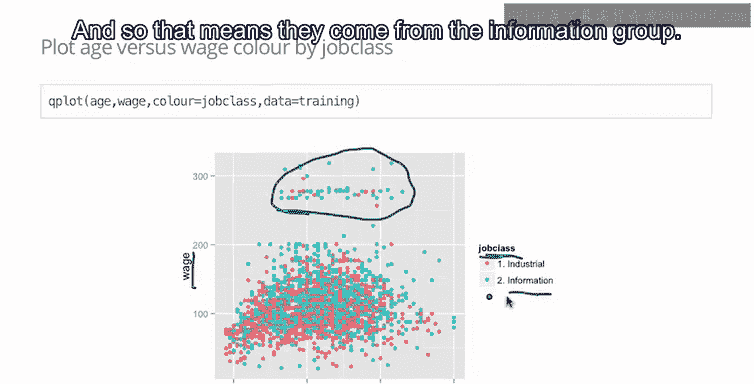 And so that means they come from the information group.
Plot age versus wage colour by jobclass
qplot(age,wage,colour=jobclass,data=training)
300
200
100
wage
jobclass
1. Industrial
2. Information